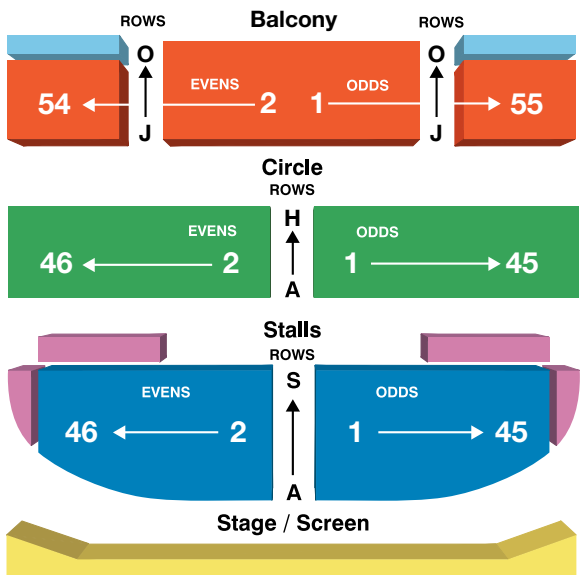 Balcony
ROWS ROWS
O O
EVENS ODDS
54 2 1 55
J J
Circle
ROWS
H
EVENS ODDS
46 2 1 45
A
Stalls
ROWS
S
EVENS ODDS
46 2 1 45
A
Stage / Screen